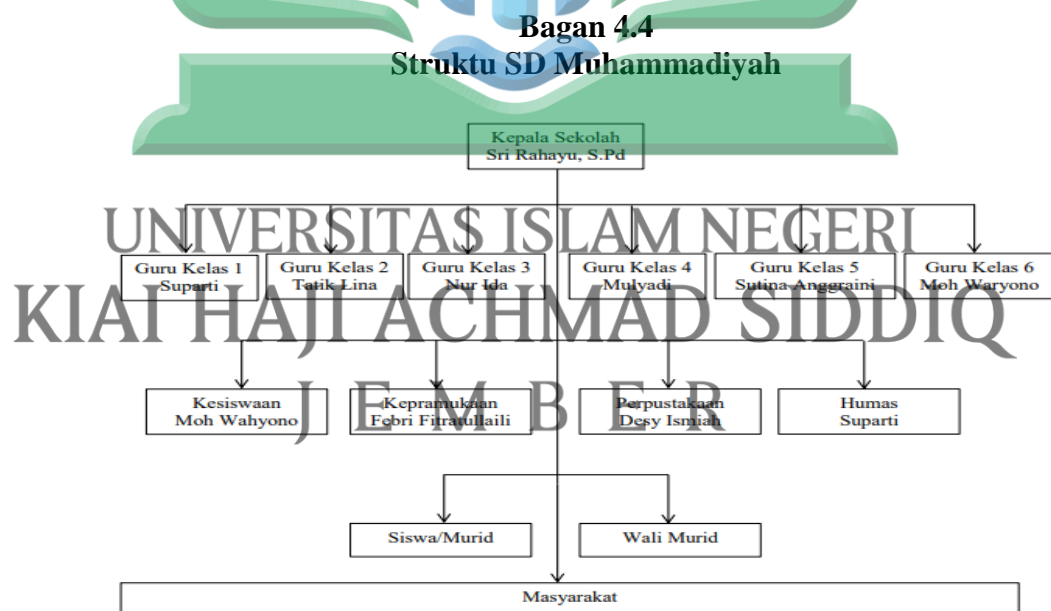 Bagan 4.4
Struktu SD Muhammadiyah
Kepala Sekolah
Sri Rahayu, S.Pd
UNIVERSITAS ISLAM NEGERI
Guru Kelas 1
Suparti
Guru Kelas 2
Tatik Lina
Guru Kelas 3
Nur Ida
Guru Kelas 4
Mulyadi
Guru Kelas 5
Sutina Anggraini
Guru Kelas 6
Moh Waryono
KIAI HAJI ACHMAD SIDDIQ
Kesiswaan
Moh Wahyono
Kepramukaan
Febri Fitratullaili
Perpustakaan
Desy Ismiah
Humas
Suparti
J E M B E R
Siswa/Murid
Wali Murid
Masyarakat